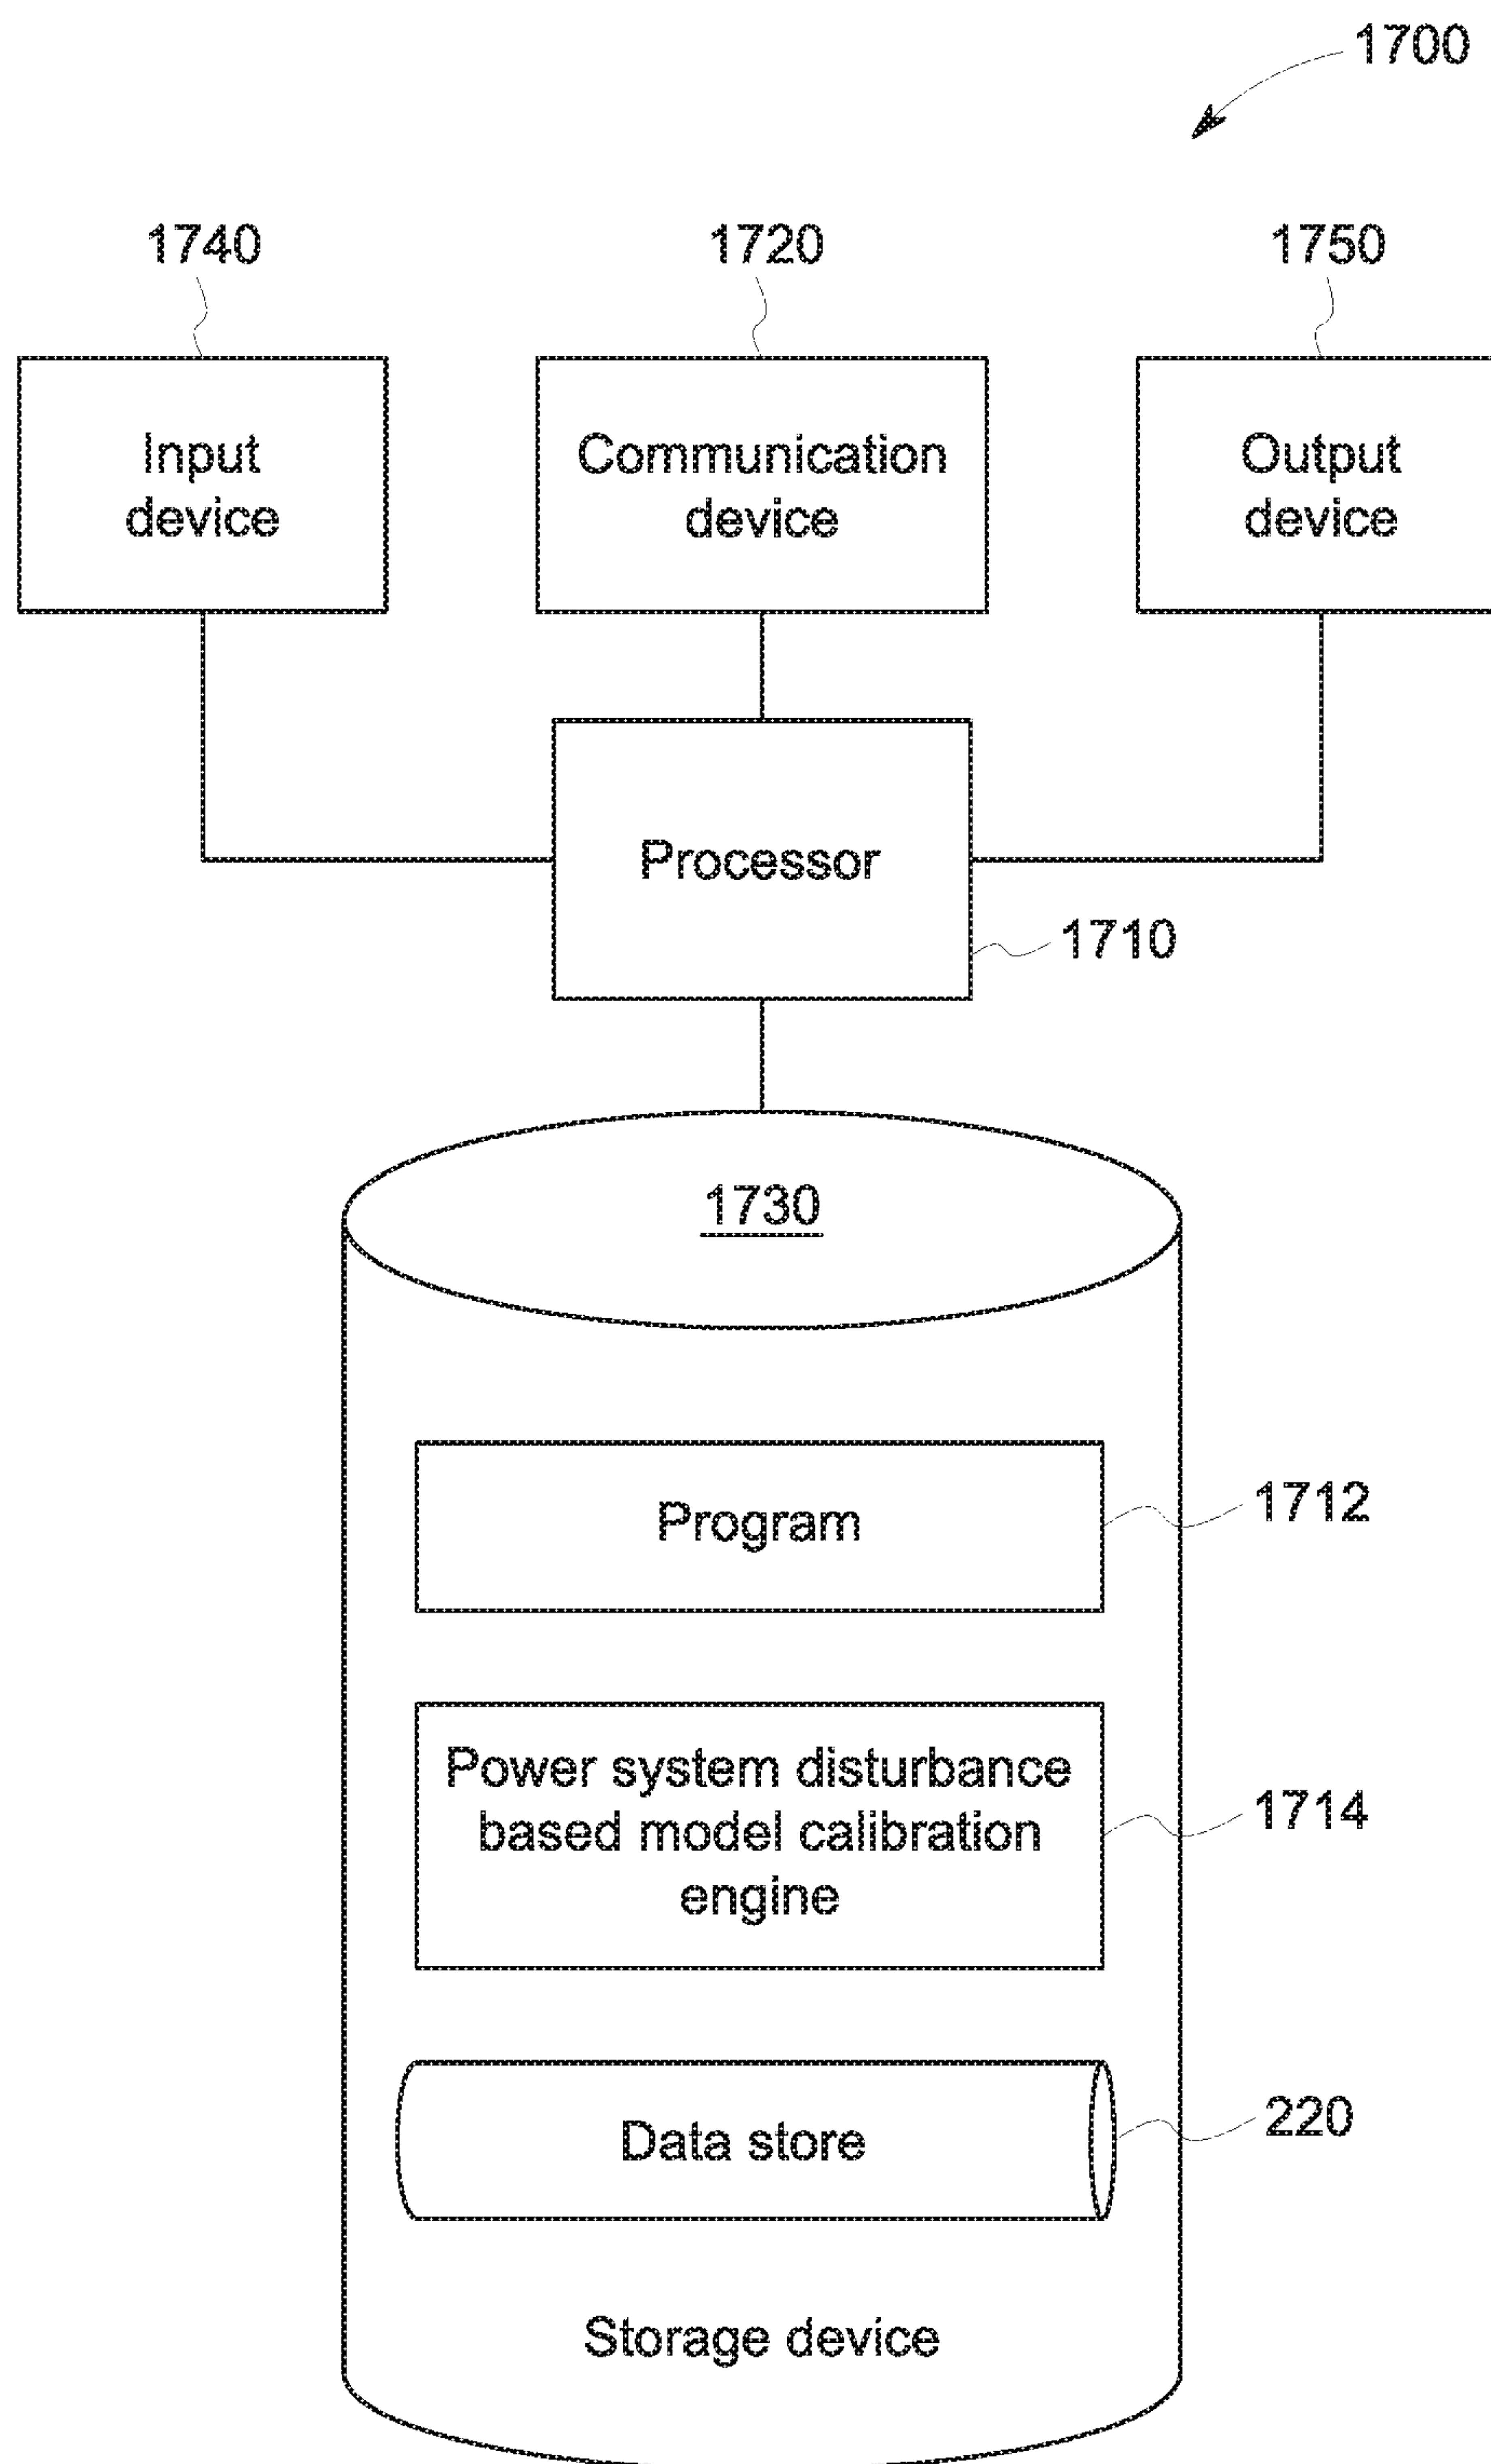 1700
1740
1720
1750
Input
device
Communication
device
Output
device
Processor
1710
1730
Program
1712
Power system disturbance
based model calibration
engine
1714
Data store
220
Storage device